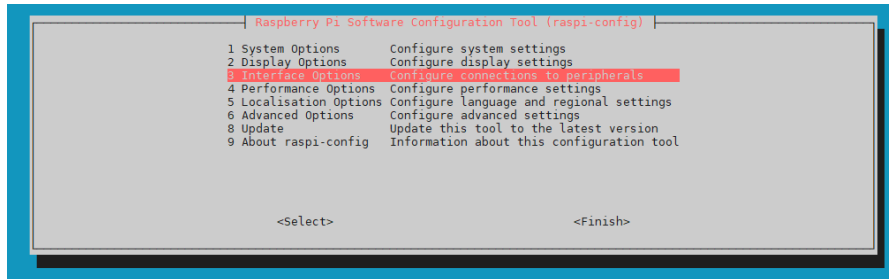 Raspberry Pi Software Configuration Tool (raspi-config)
1 System Options Configure system settings
2 Display Options Configure display settings
3 Interface Options Configure connections to peripherals
4 Performance Options Configure performance settings
5 Localisation Options Configure language and regional settings
6 Advanced Options Configure advanced settings
8 Update Update this tool to the latest version
9 About raspi-config Information about this configuration tool
<Select> <Finish>